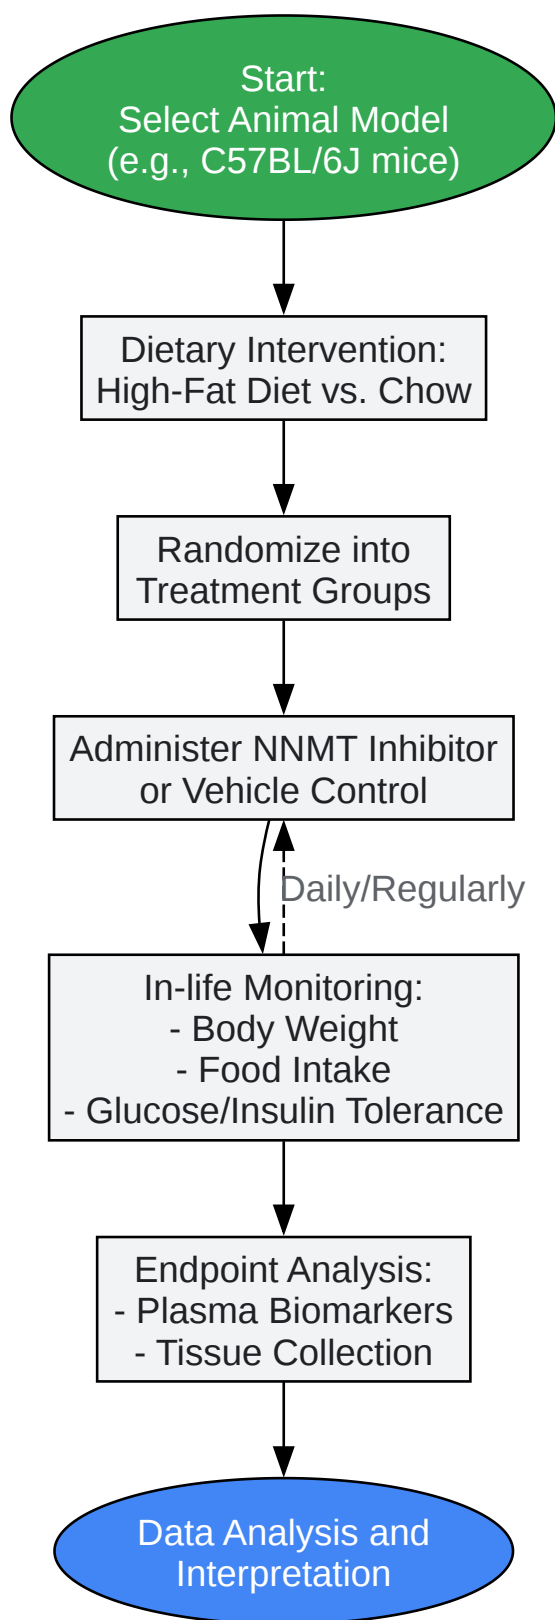 Start:
Select Animal Model
(e.g., C57BL/6J mice)
Dietary Intervention:
High-Fat Diet vs. Chow
Randomize into
Treatment Groups
Administer NNMT Inhibitor
or Vehicle Control
Daily/Regularly
In-life Monitoring:
- Body Weight
- Food Intake
- Glucose/Insulin Tolerance
Endpoint Analysis:
- Plasma Biomarkers
- Tissue Collection
Data Analysis and
Interpretation